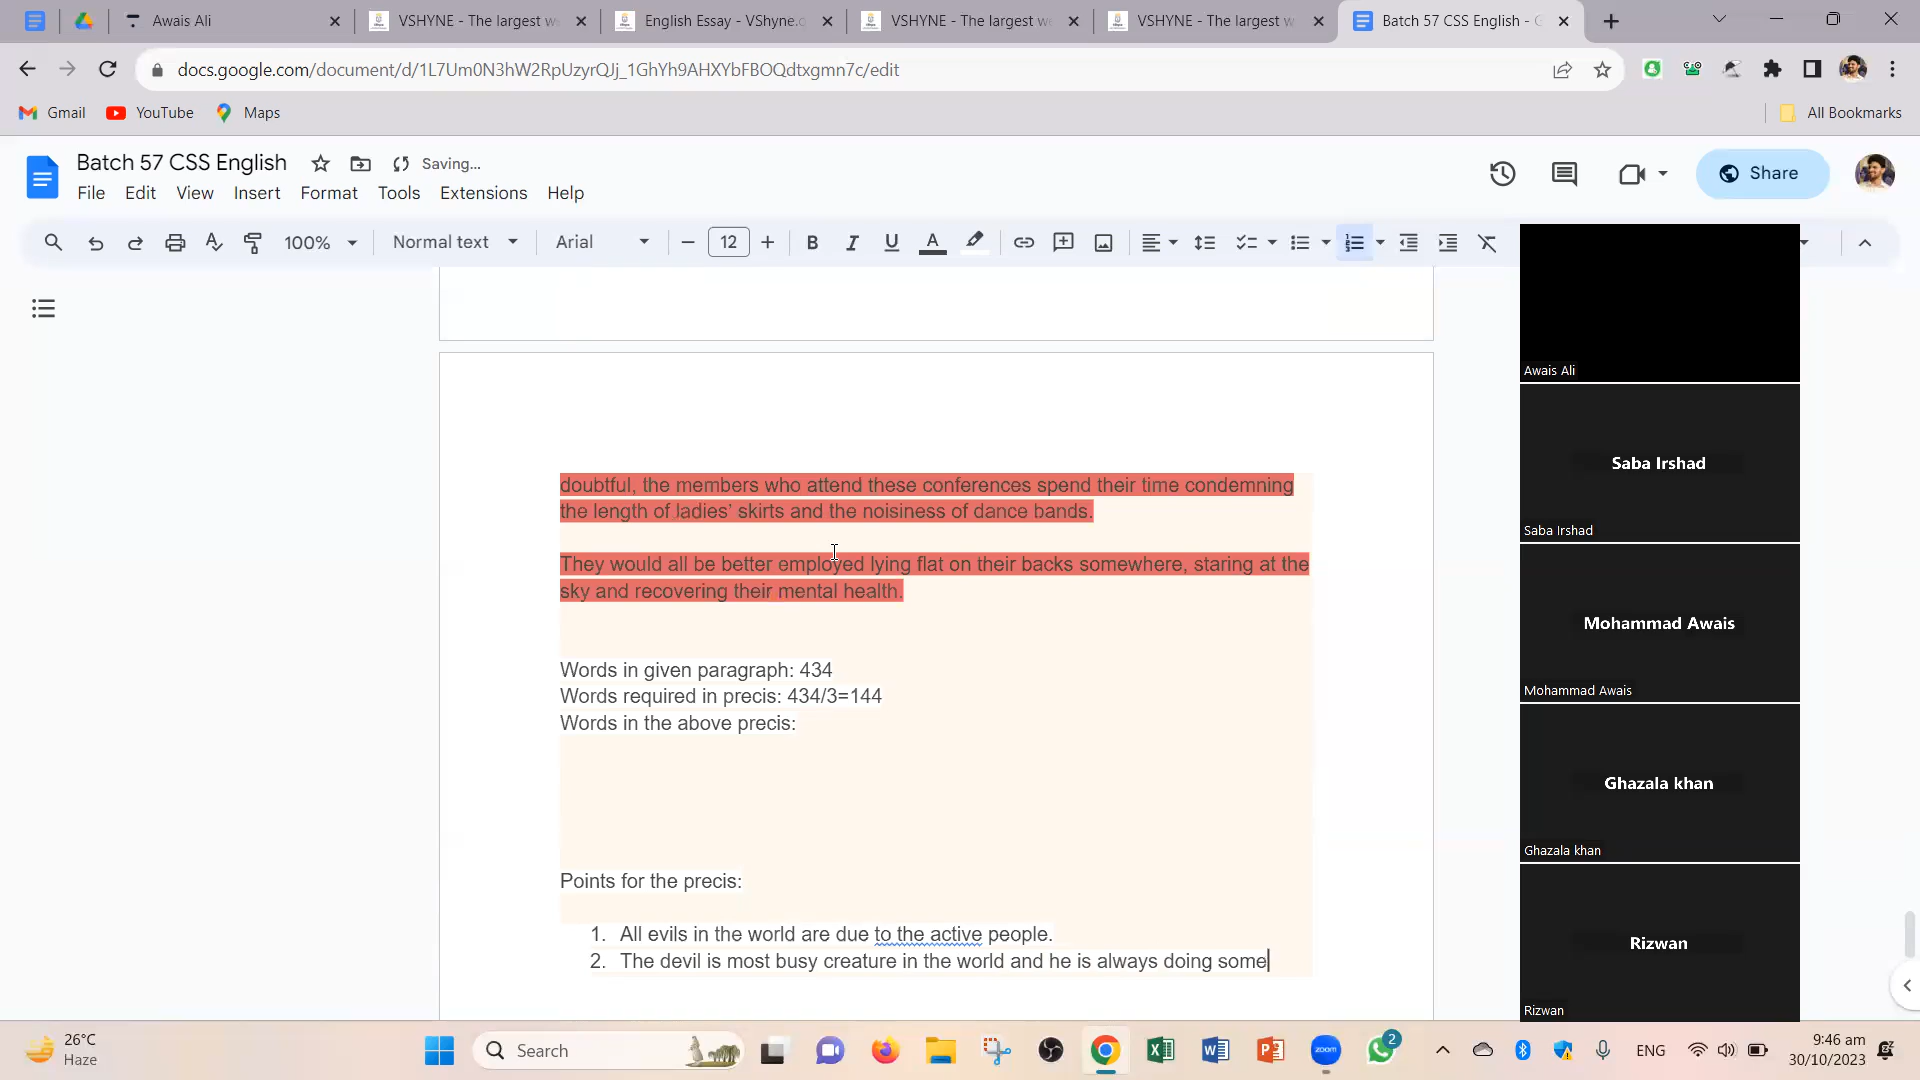 Awais Ali
VSHYNE - The largest w
English Essay - VShyne.c
VSHYNE - The largest w
VSHYNE - The largest w
Batch 57 CSS English - G
docs.google.com/document/d/1L7Um0N3hW2RpUzyrQJj_1GhYh9AHXYbFBOQdtxgmn7c/edit
Gmail
YouTube
Maps
All Bookmarks
Batch 57 CSS English
Saving...
File Edit View Insert Format Tools Extensions Help
Share
100%
Normal text
Arial
12
doubtful, the members who attend these conferences spend their time condemning
the length of ladies' skirts and the noisiness of dance bands.
They would all be better employed lying flat on their backs somewhere, staring at the
sky and recovering their mental health.
Words in given paragraph: 434
Words required in precis: 434/3=144
Words in the above precis:
Points for the precis:
1. All evils in the world are due to the active people.
2. The devil is most busy creature in the world and he is always doing some
Awais Ali
Saba Irshad
Saba Irshad
Mohammad Awais
Mohammad Awais
Ghazala khan
Ghazala khan
Rizwan
Rizwan
26°C
Haze
Search
zoom
2
ENG
9:46 am
30/10/2023